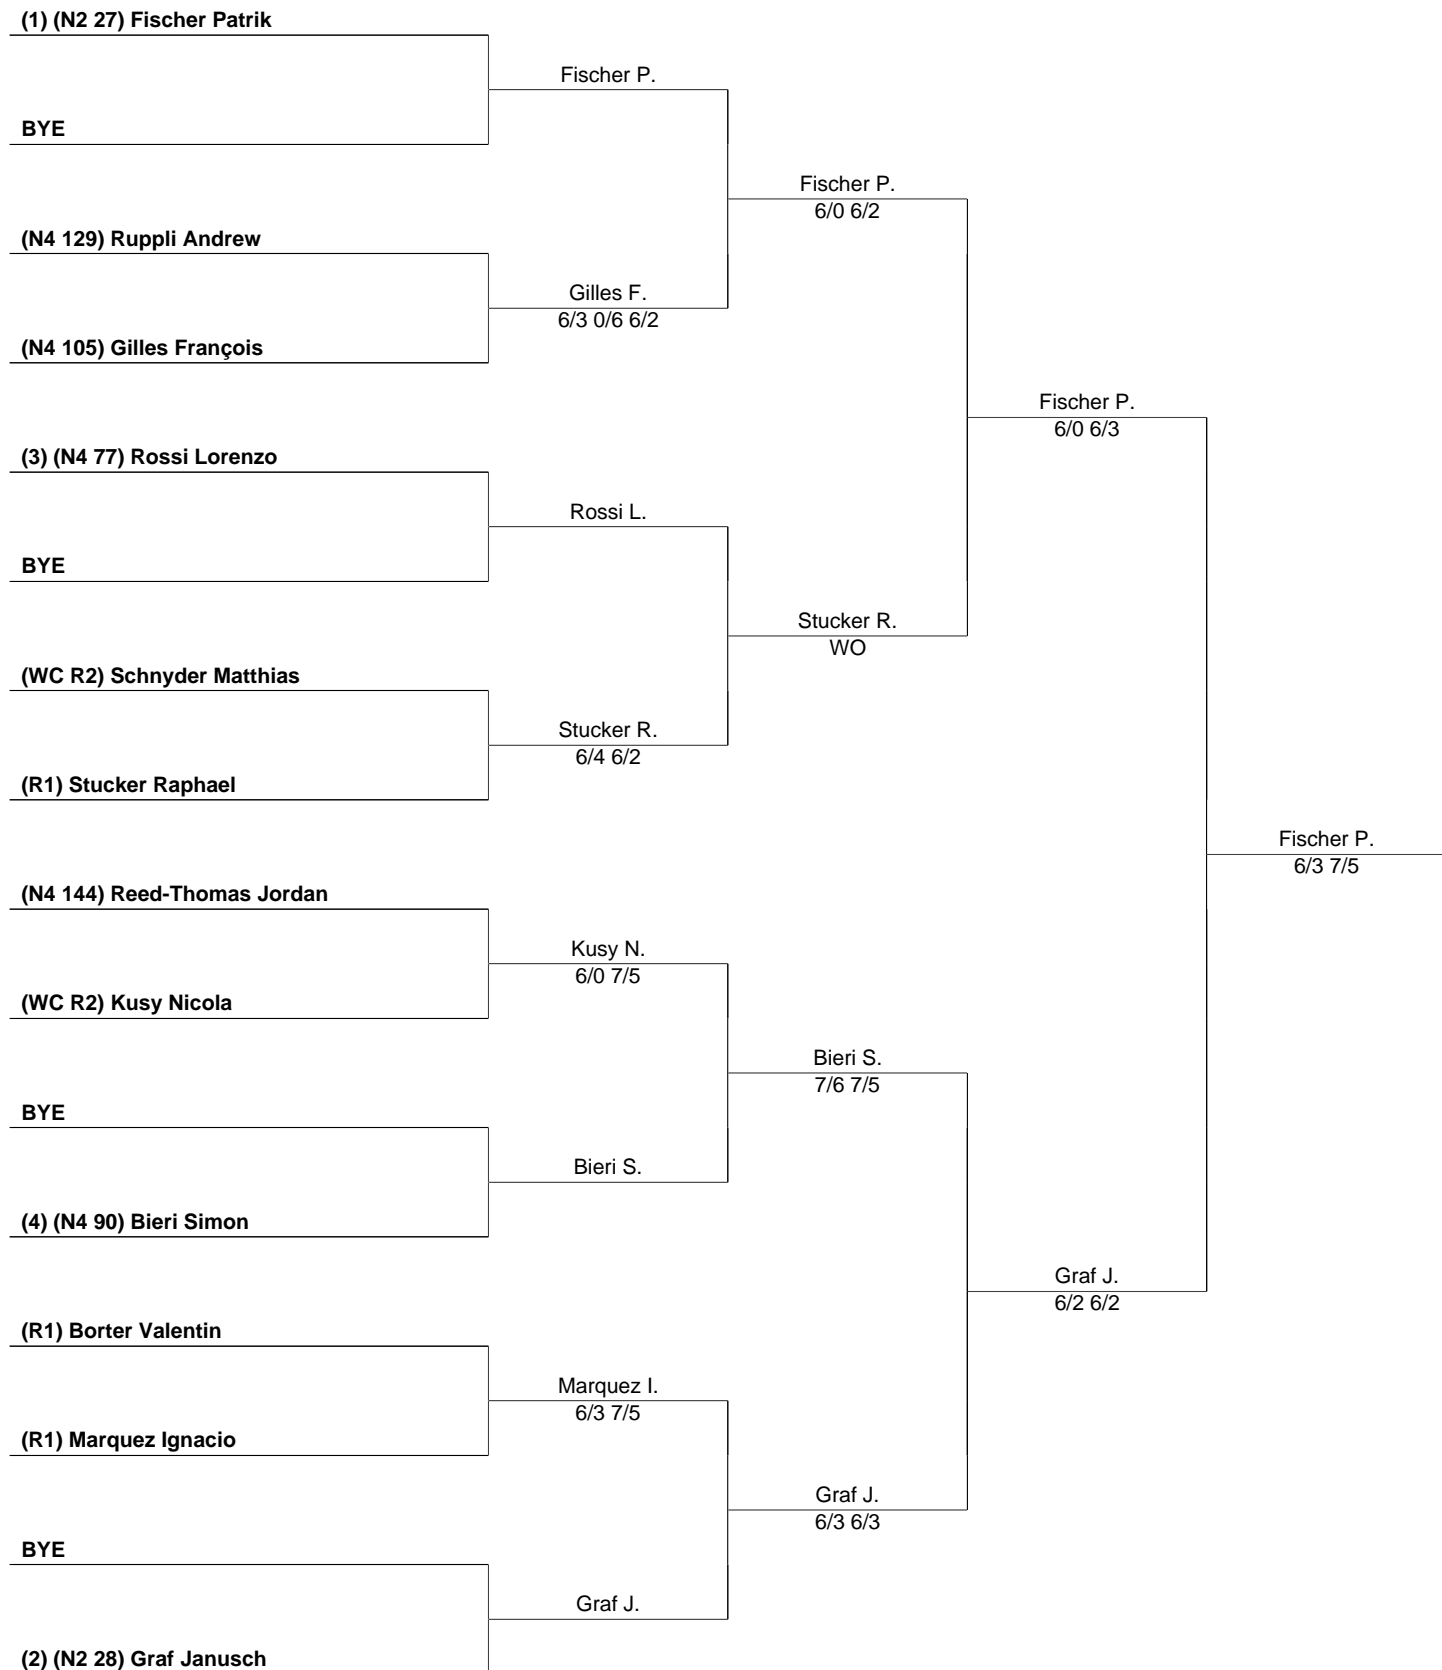 (1) (N2 27) Fischer Patrik
Fischer P.
BYE
Fischer P.
6/0 6/2
(N4 129) Ruppli Andrew
Gilles F.
6/3 0/6 6/2
(N4 105) Gilles François
Fischer P.
6/0 6/3
(3) (N4 77) Rossi Lorenzo
Rossi L.
BYE
Stucker R.
WO
(WC R2) Schnyder Matthias
Stucker R.
6/4 6/2
(R1) Stucker Raphael
Fischer P.
6/3 7/5
(N4 144) Reed-Thomas Jordan
Kusy N.
6/0 7/5
(WC R2) Kusy Nicola
Bieri S.
7/6 7/5
BYE
Bieri S.
(4) (N4 90) Bieri Simon
Graf J.
6/2 6/2
(R1) Borter Valentin
Marquez I.
6/3 7/5
(R1) Marquez Ignacio
Graf J.
6/3 6/3
BYE
Graf J.
(2) (N2 28) Graf Janusch